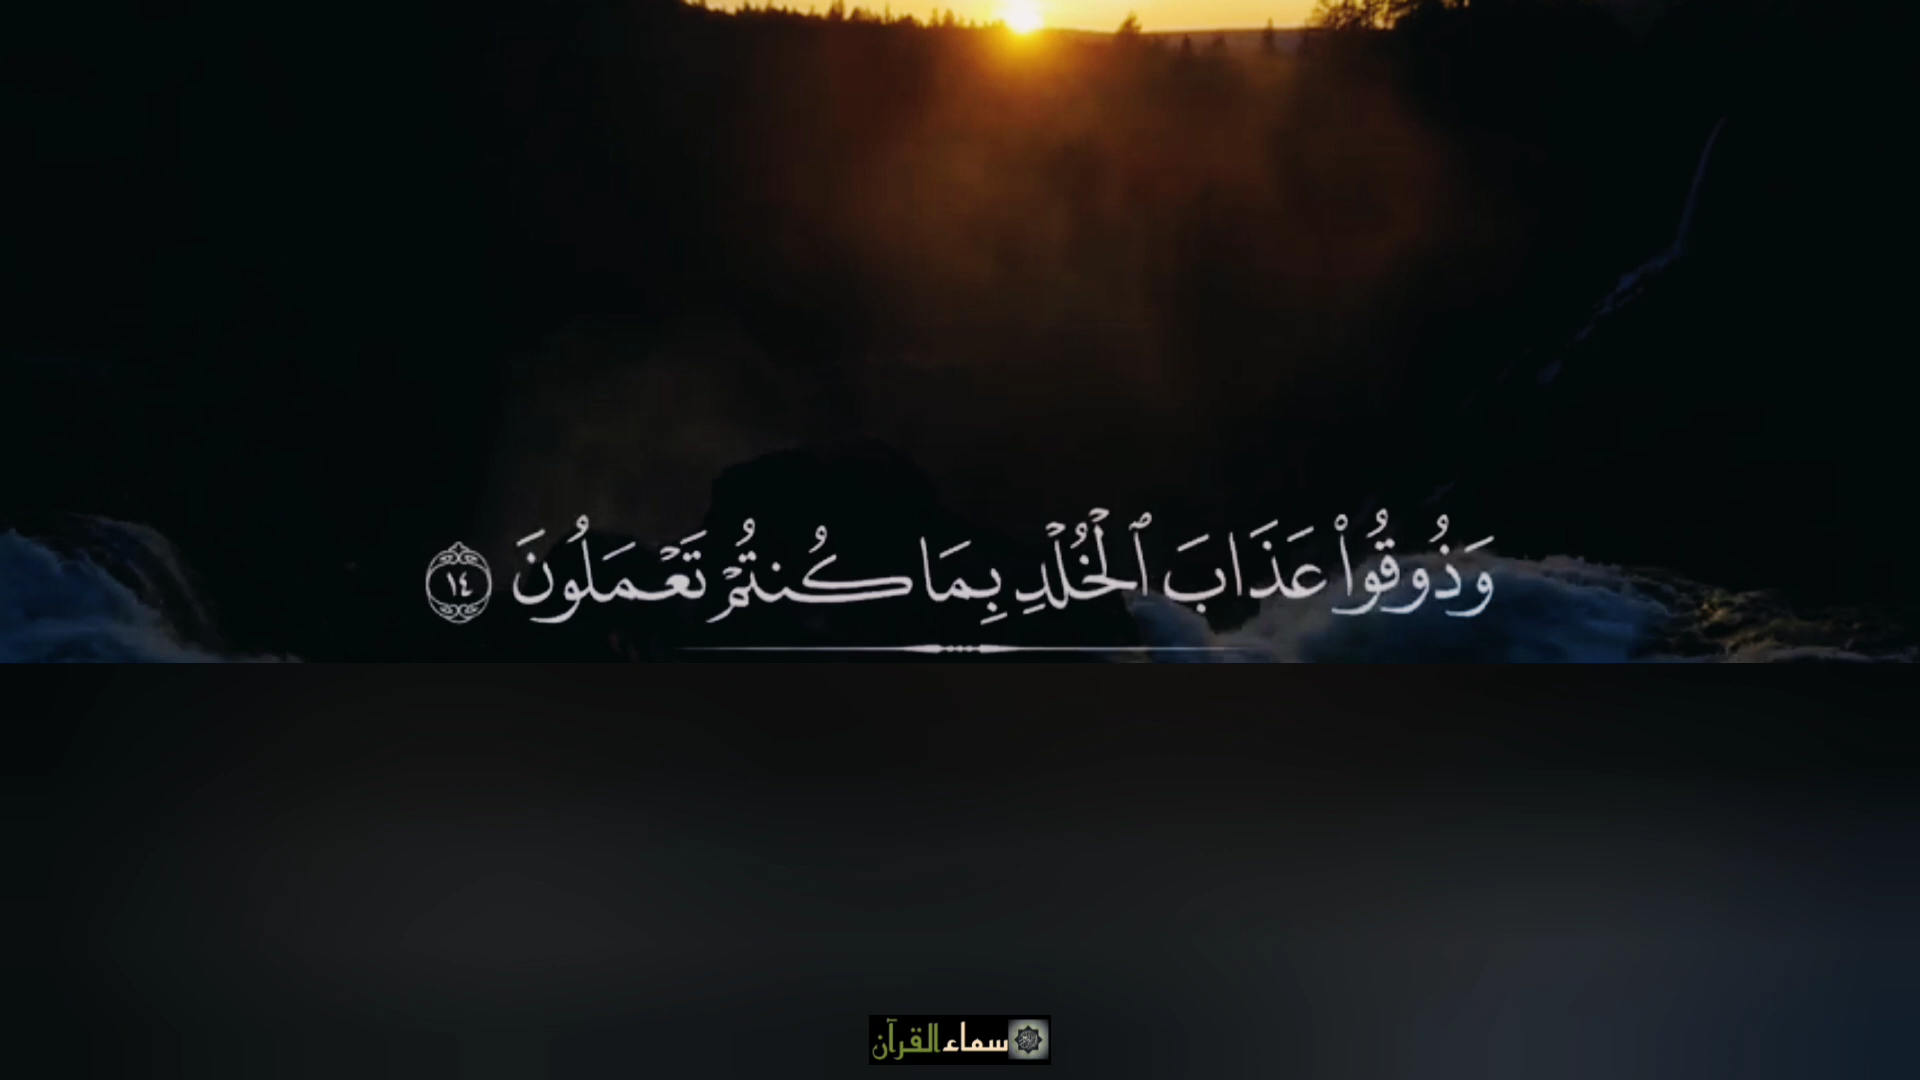 وَذُوقُوا۟ عَذَابَ ٱلْخُلْدِ بِمَا كُنتُمْ تَعْمَلُونَ ١٤
سماء القرآن